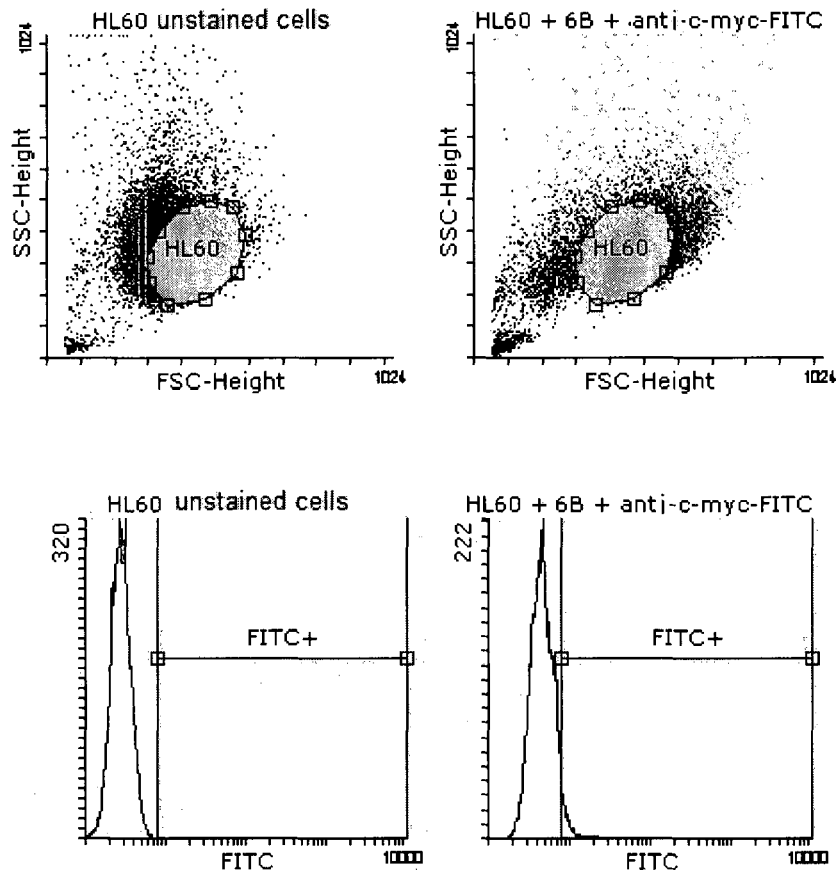 HL60 unstained cells
1024
SSC-Height
HL60
FSC-Height
1024
HL60 + 6B + anti-c-myc-FITC
1024
SSC-Height
HL60
FSC-Height
1024
HL60 unstained cells
320
FITC+
FITC
10000
HL60 + 6B + anti-c-myc-FITC
222
FITC+
FITC
10000